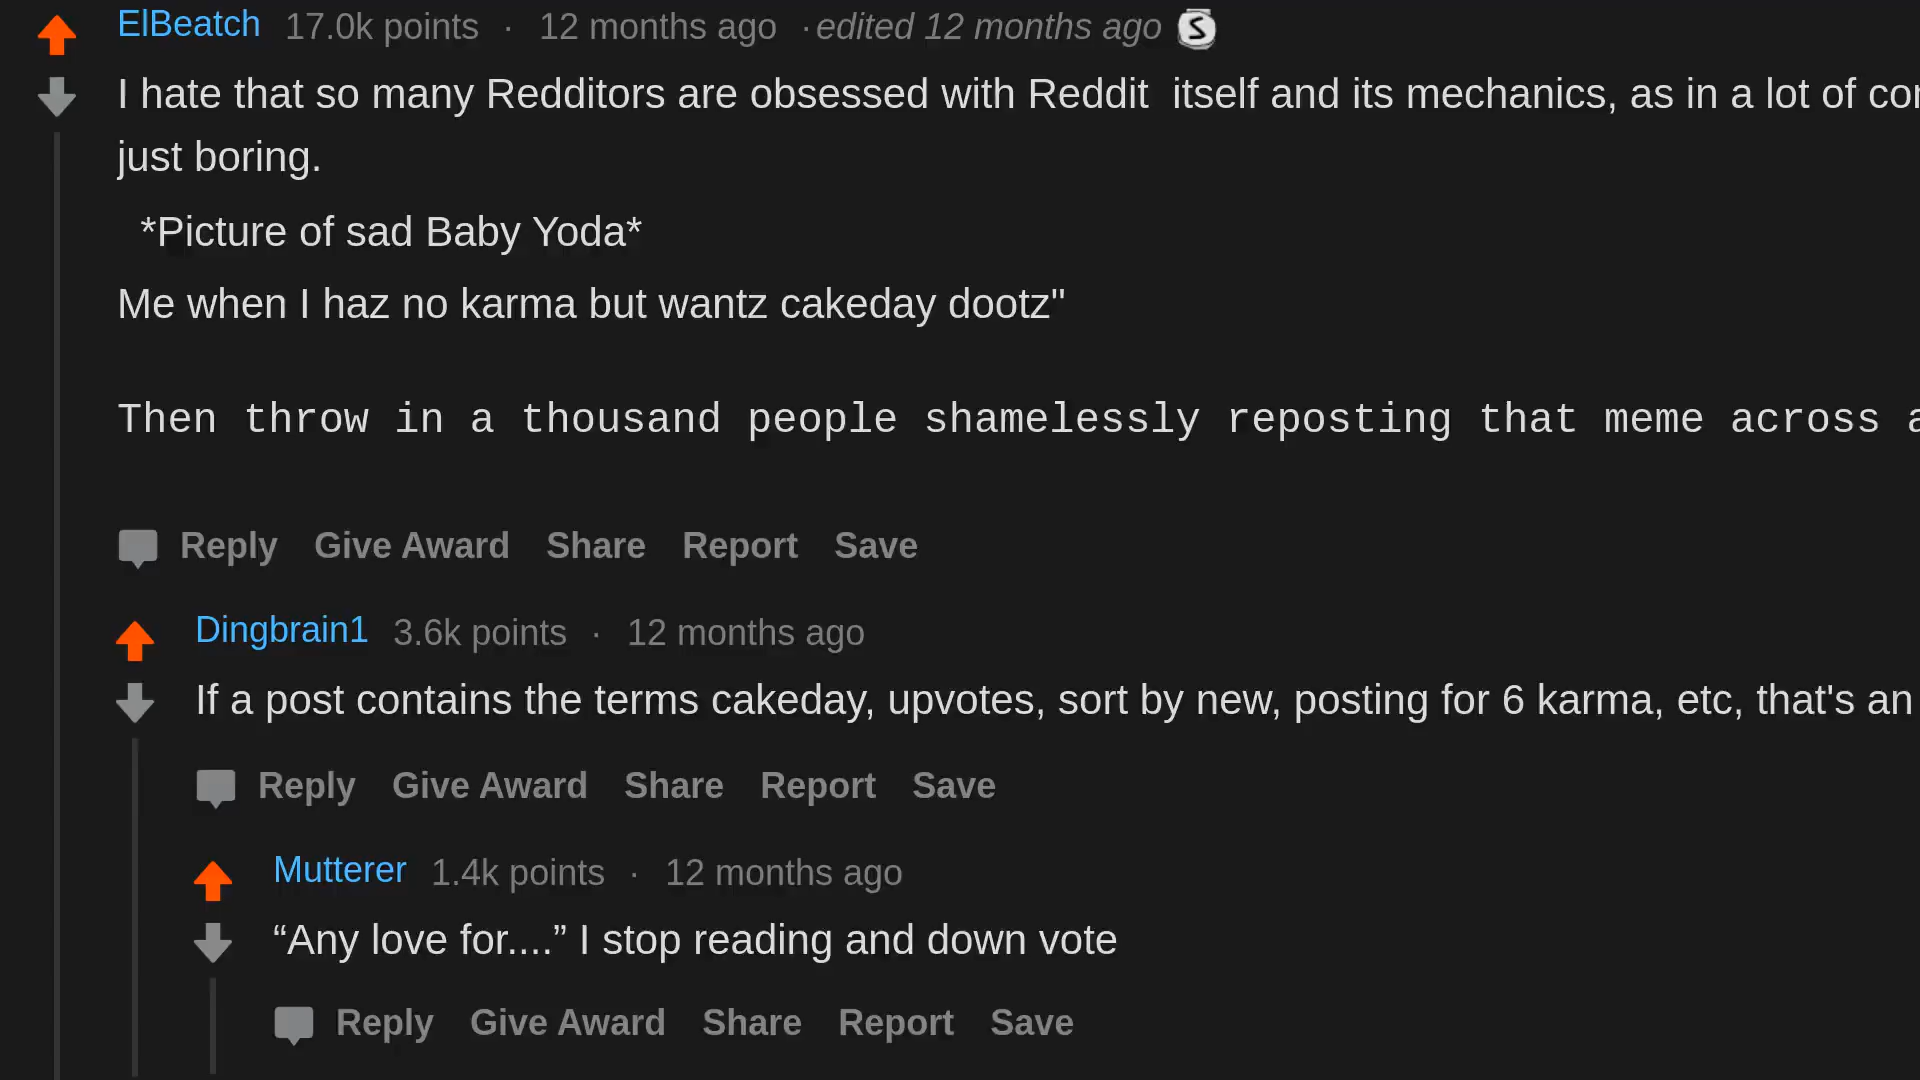 ElBeatch 17.0k points · 12 months ago · edited 12 months ago S
I hate that so many Redditors are obsessed with Reddit itself and its mechanics, as in a lot of
just boring.
*Picture of sad Baby Yoda*
Me when I haz no karma but wantz cakeday dootz"
Then throw in a thousand people shamelessly reposting that meme across
Reply Give Award Share Report Save
Dingbrain1 3.6k points · 12 months ago
If a post contains the terms cakeday, upvotes, sort by new, posting for 6 karma, etc, that's an
Reply Give Award Share Report Save
Mutterer 1.4k points · 12 months ago
“Any love for....” I stop reading and down vote
Reply Give Award Share Report Save